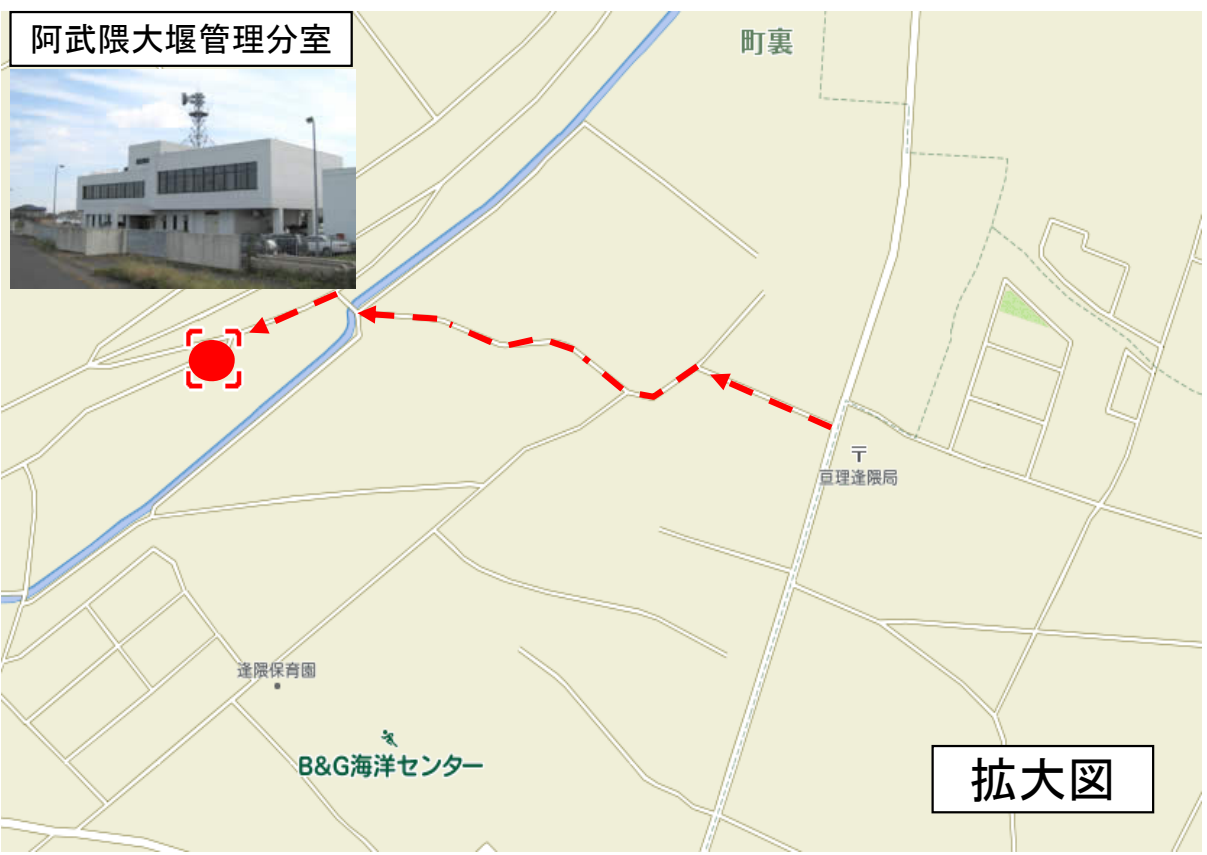 阿武隈大堰管理分室
町裏
〒
亘理逢隈局
逢隈保育園
B&G海洋センター
拡大図